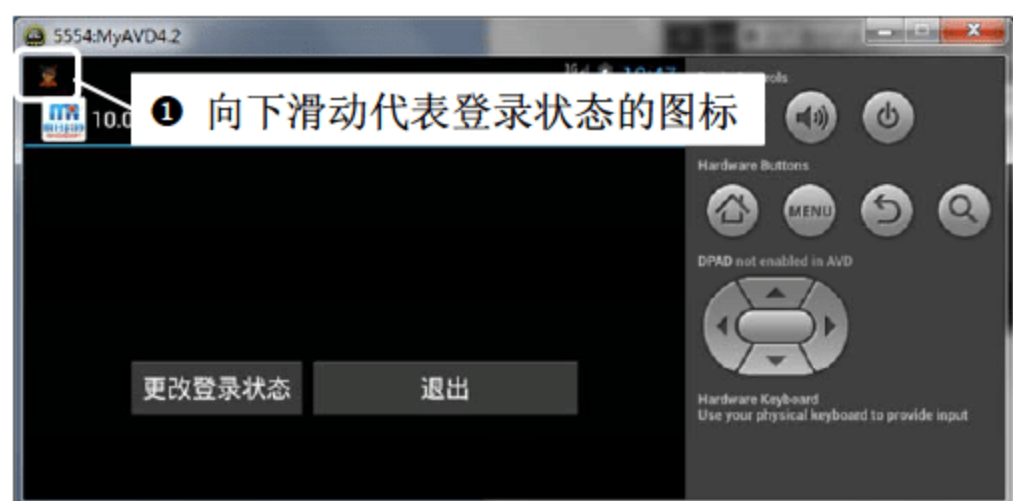 5554:MyAVD4.2
❶ 向下滑动代表登录状态的图标
10.0
Hardware Buttons
MENU
DPAD not enabled in AVD
更改登录状态
退出
Hardware Keyboard
Use your physical keyboard to provide input